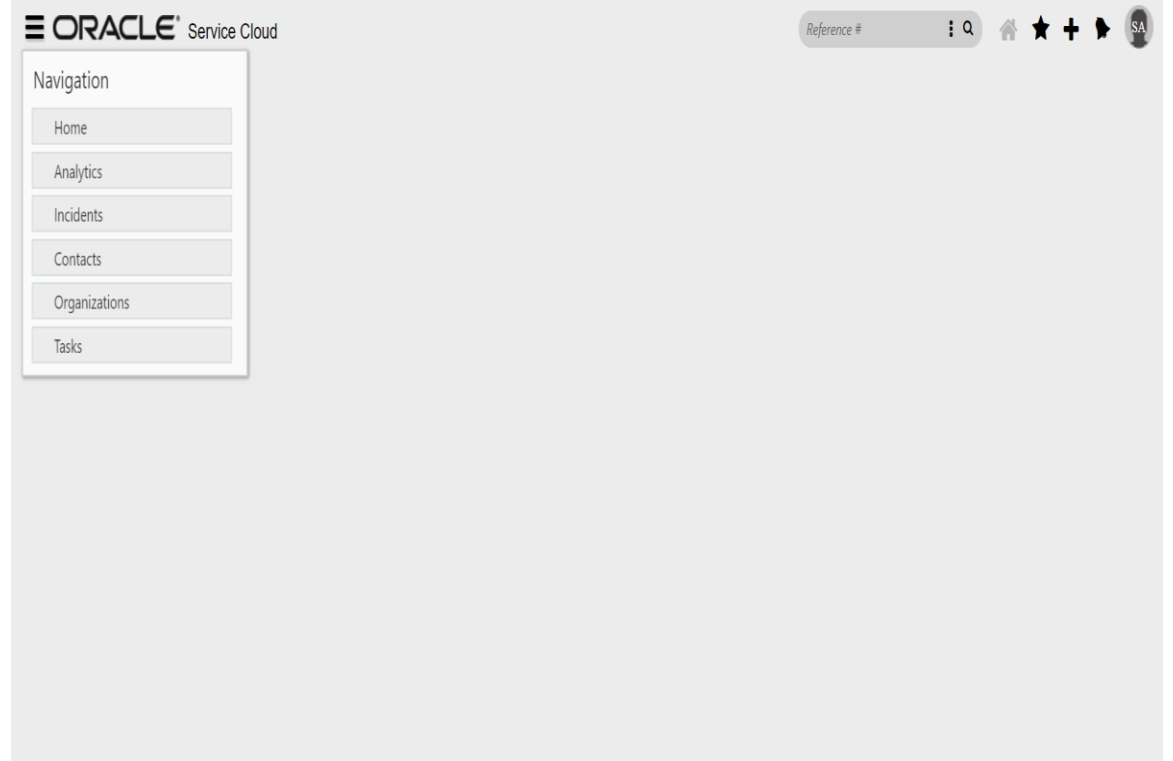 ORACLE® Service Cloud
Reference #
SA
Navigation
Home
Analytics
Incidents
Contacts
Organizations
Tasks